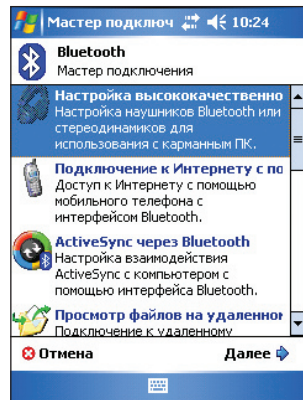 Мастер подключ 10:24
Bluetooth
Мастер подключения
Настройка высококачественно
Настройка наушников Bluetooth или
стереодинамиков для
использования с карманным ПК.
Подключение к Интернету с по
Доступ к Интернету с помощью
мобильного телефона с
интерфейсом Bluetooth.
ActiveSync через Bluetooth
Настройка взаимодействия
ActiveSync с компьютером с
помощью интерфейса Bluetooth.
Просмотр файлов на удаленног
Подключение к удаленному
Отмена Далее